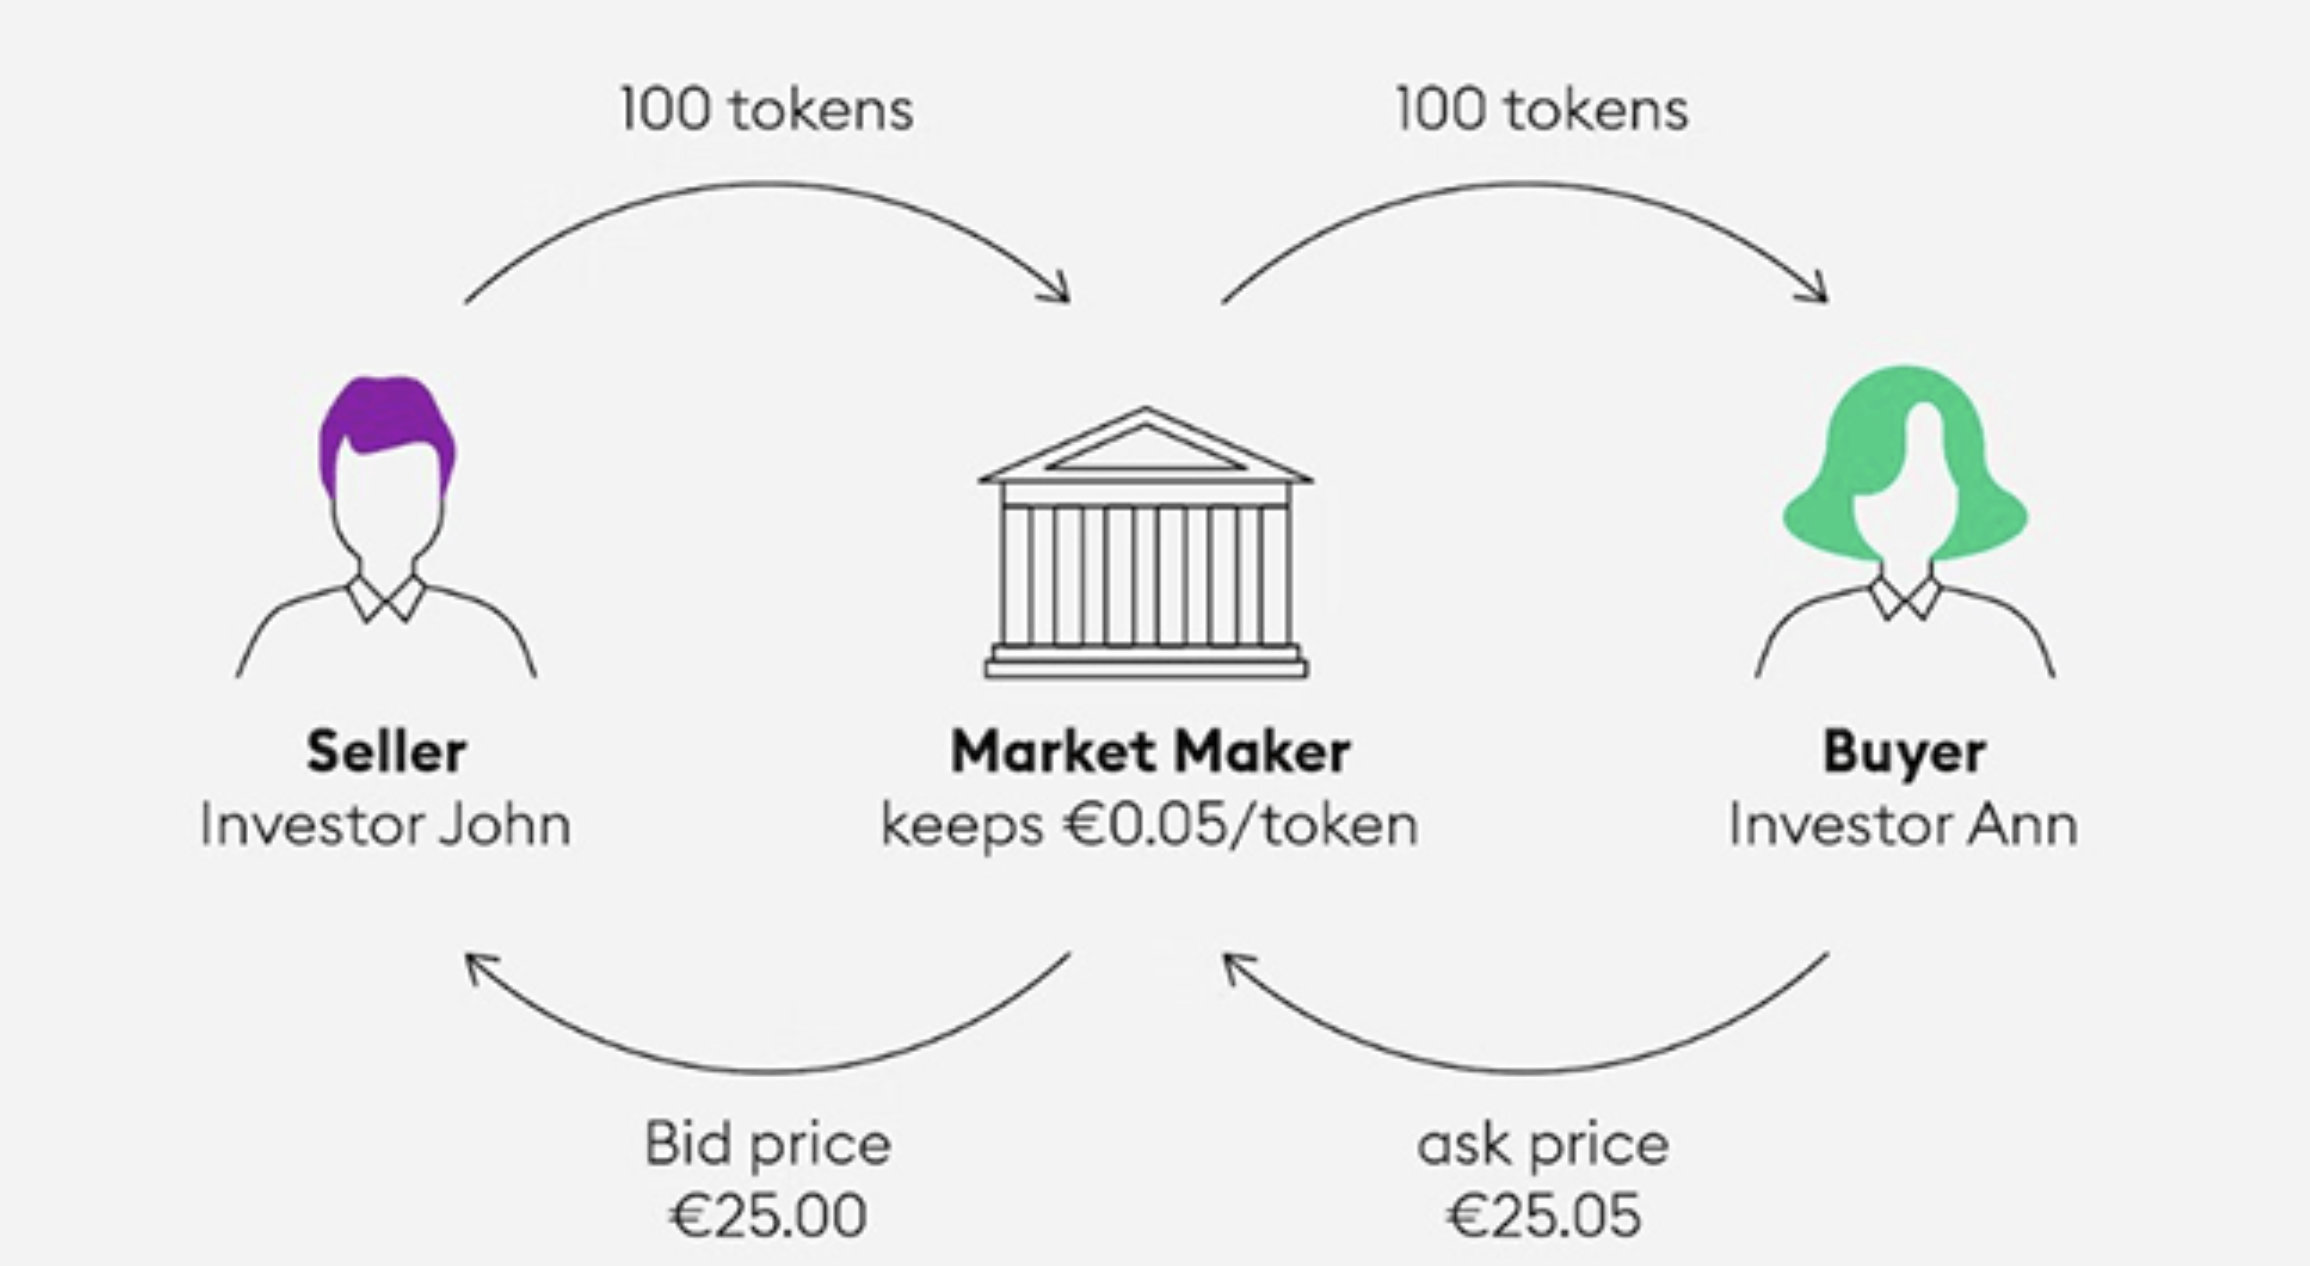 100 tokens
100 tokens
Seller
Investor John
Market Maker
keeps €0.05/token
Buyer
Investor Ann
Bid price
€25.00
ask price
€25.05